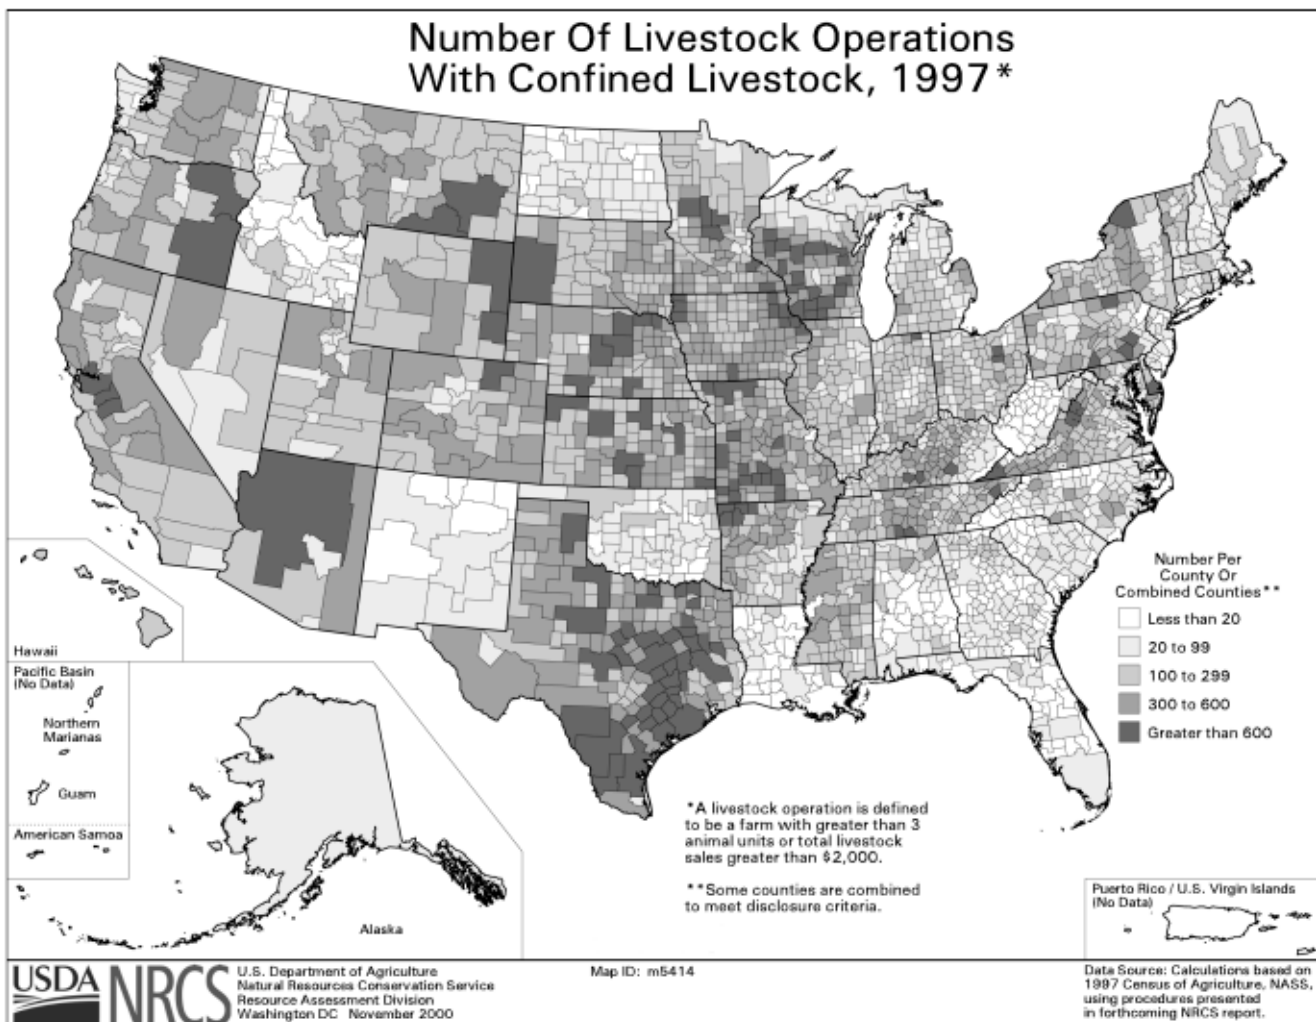 Number Of Livestock Operations
With Confined Livestock, 1997*
Number Per
County Or
Combined Counties**
Less than 20
20 to 99
100 to 299
300 to 600
Greater than 600
Hawaii
Pacific Basin
(No Data)
Northern
Marianas
Guam
American Samoa
Alaska
*A livestock operation is defined
to be a farm with greater than 3
animal units or total livestock
sales greater than $2,000.
**Some counties are combined
to meet disclosure criteria.
Puerto Rico / U.S. Virgin Islands
(No Data)
USDA
NRCS
U.S. Department of Agriculture
Natural Resources Conservation Service
Resource Assessment Division
Washington DC November 2000
Map ID: m5414
Data Source: Calculations based on
1997 Census of Agriculture, NASS,
using procedures presented
in forthcoming NRCS report.